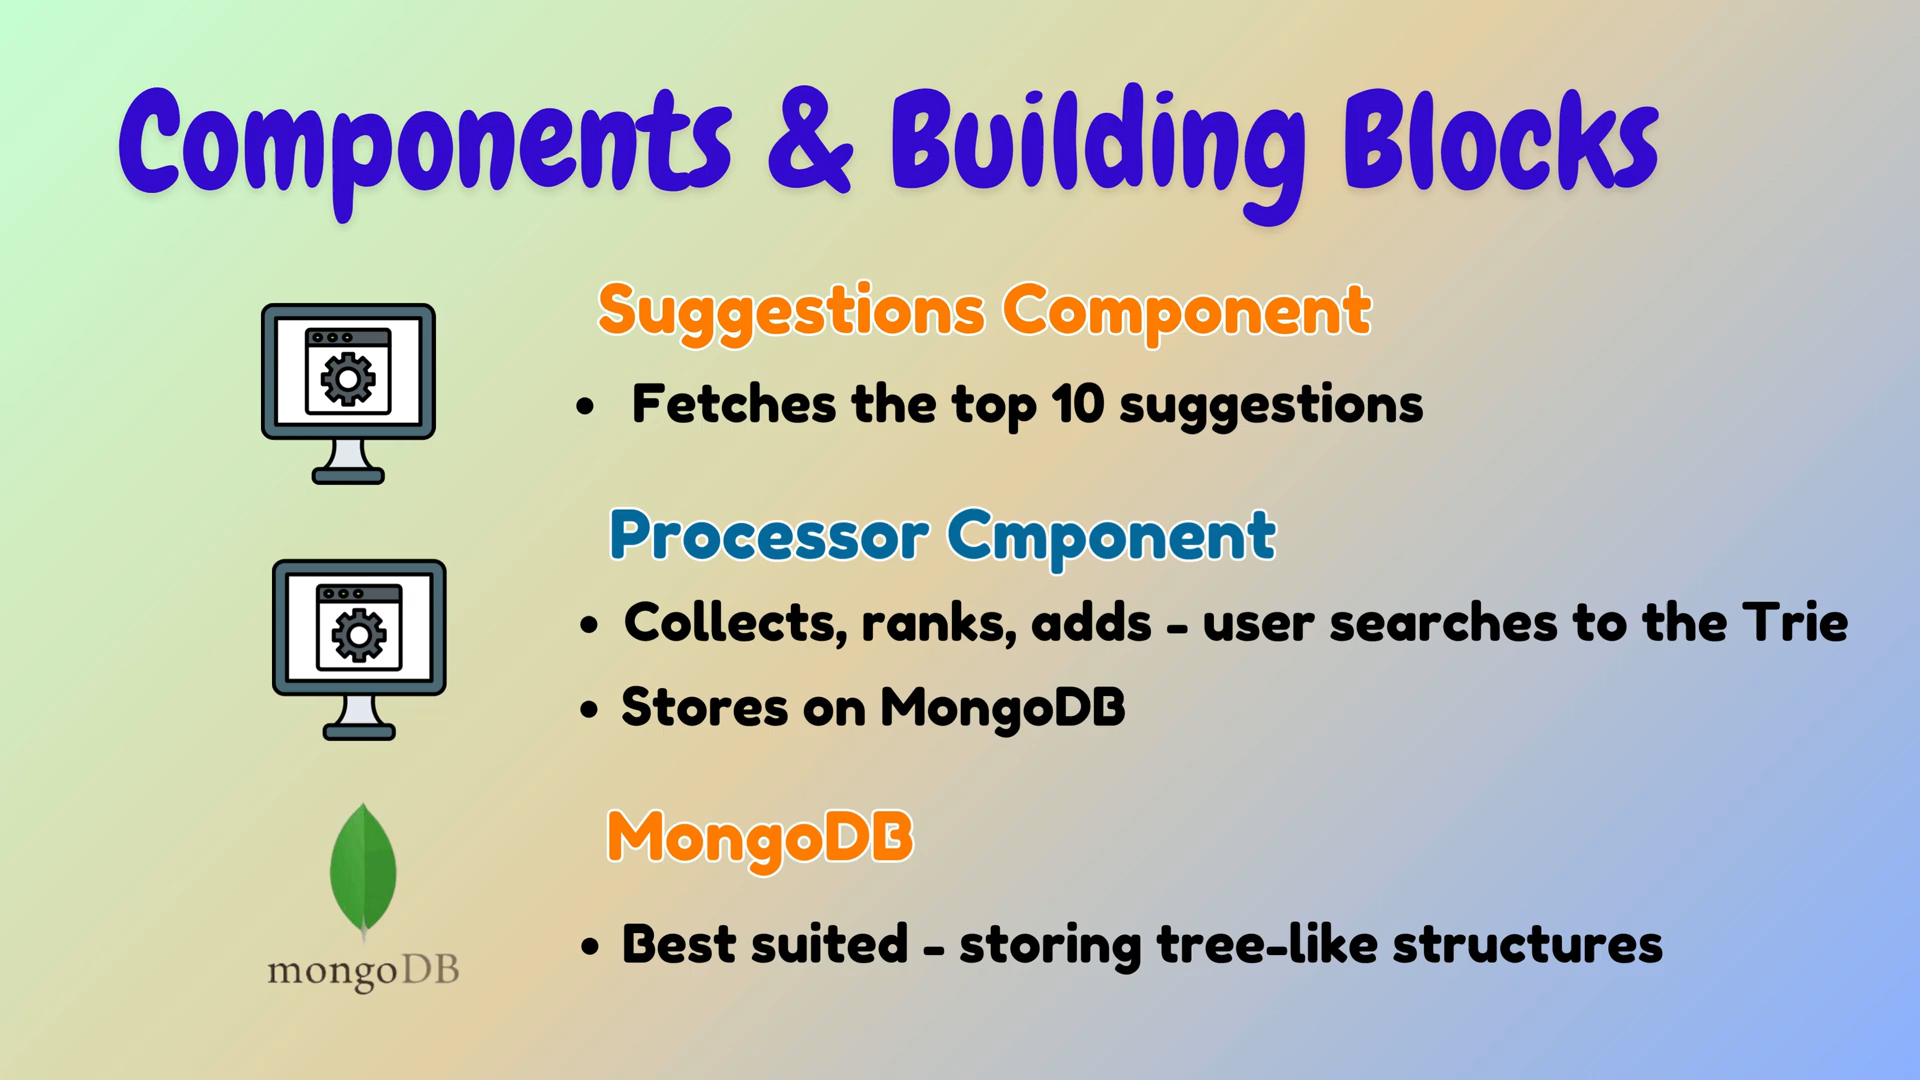 Components & Building Blocks
Suggestions Component
• Fetches the top 10 suggestions
Processor Cmponent
• Collects, ranks, adds - user searches to the Trie
• Stores on MongoDB
MongoDB
mongoDB
• Best suited - storing tree-like structures